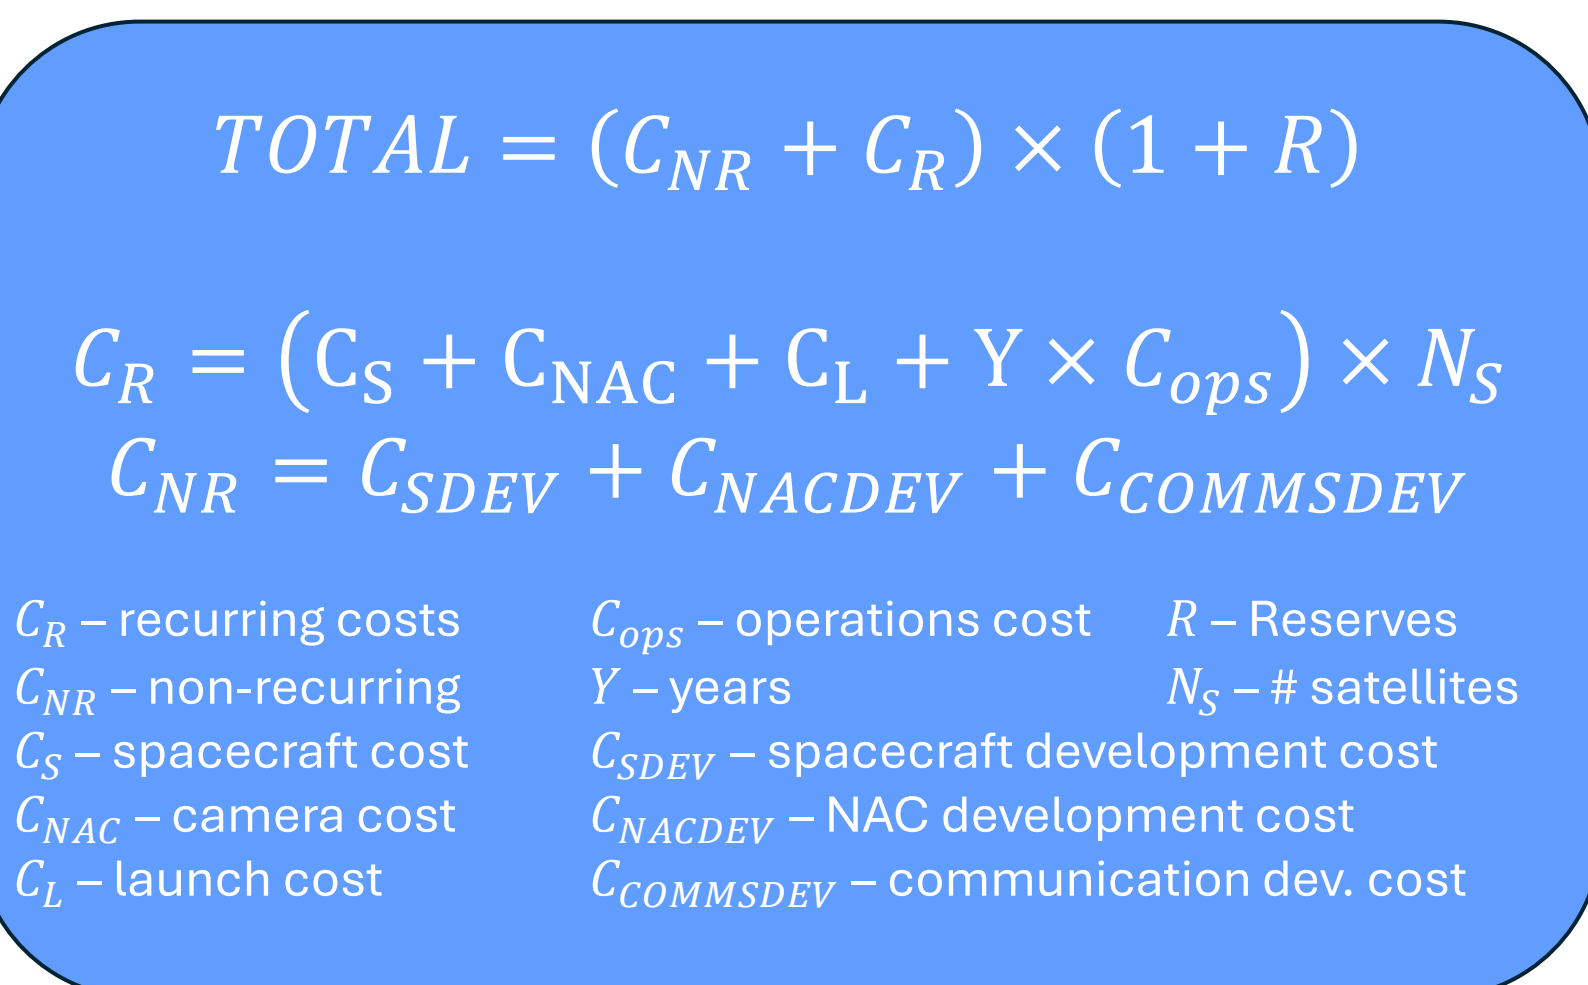 TOTAL = (C_NR + C_R) × (1 + R)
C_R = (C_S + C_NAC + C_L + Y × C_ops) × N_S
C_NR = C_SDEV + C_NACDEV + C_COMMSDEV
C_R – recurring costs
C_NR – non-recurring
C_S – spacecraft cost
C_NAC – camera cost
C_L – launch cost
C_ops – operations cost
Y – years
C_SDEV – spacecraft development cost
C_NACDEV – NAC development cost
C_COMMSDEV – communication dev. cost
R – Reserves
N_S – # satellites